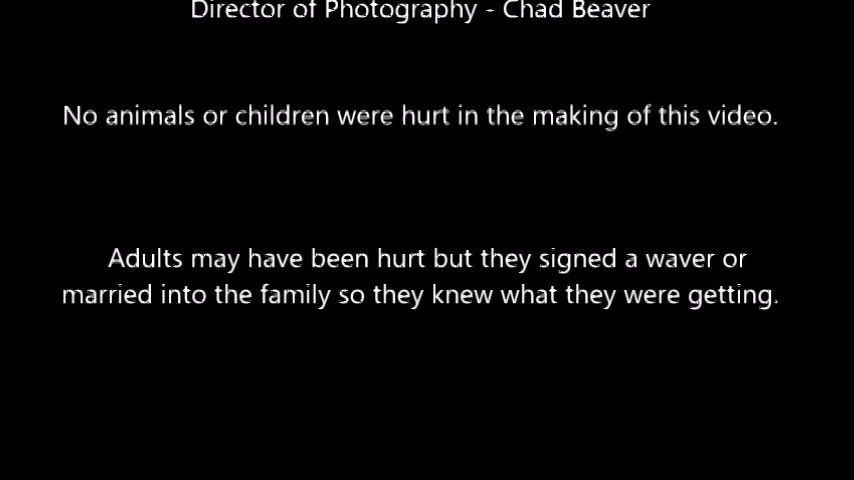 Director of Photography - Chad Beaver
No animals or children were hurt in the making of this video.
Adults may have been hurt but they signed a waver or
married into the family so they knew what they were getting.